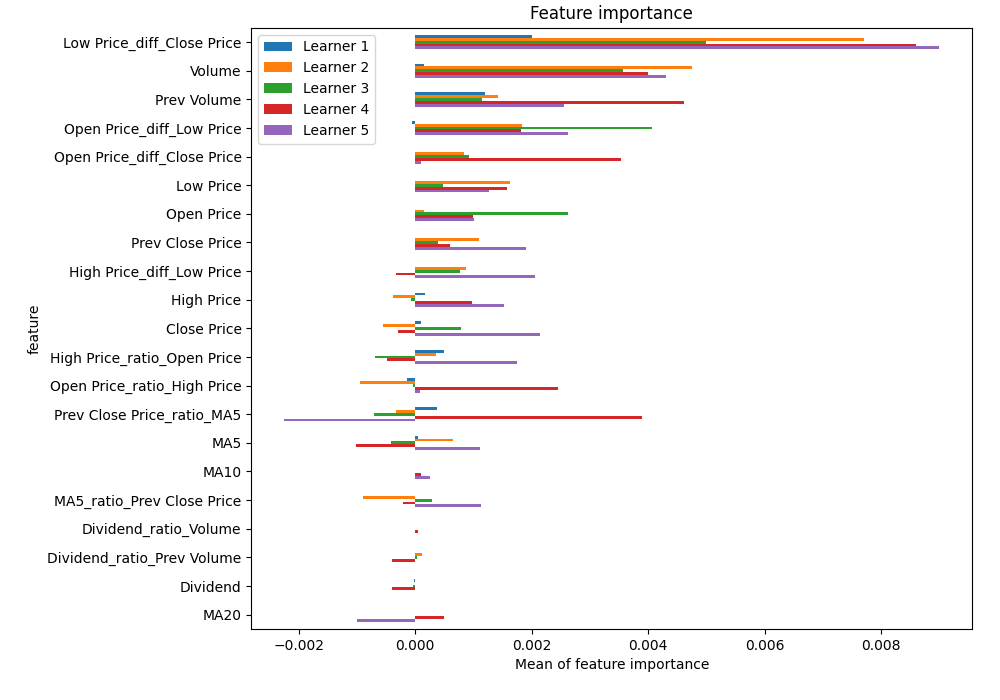 Feature importance
Learner 1
Learner 2
Learner 3
Learner 4
Learner 5
feature
Low Price_diff_Close Price
Volume
Prev Volume
Open Price_diff_Low Price
Open Price_diff_Close Price
Low Price
Open Price
Prev Close Price
High Price_diff_Low Price
High Price
Close Price
High Price_ratio_Open Price
Open Price_ratio_High Price
Prev Close Price_ratio_MA5
MA5
MA10
MA5_ratio_Prev Close Price
Dividend_ratio_Volume
Dividend_ratio_Prev Volume
Dividend
MA20
−0.002 0.000 0.002 0.004 0.006 0.008
Mean of feature importance